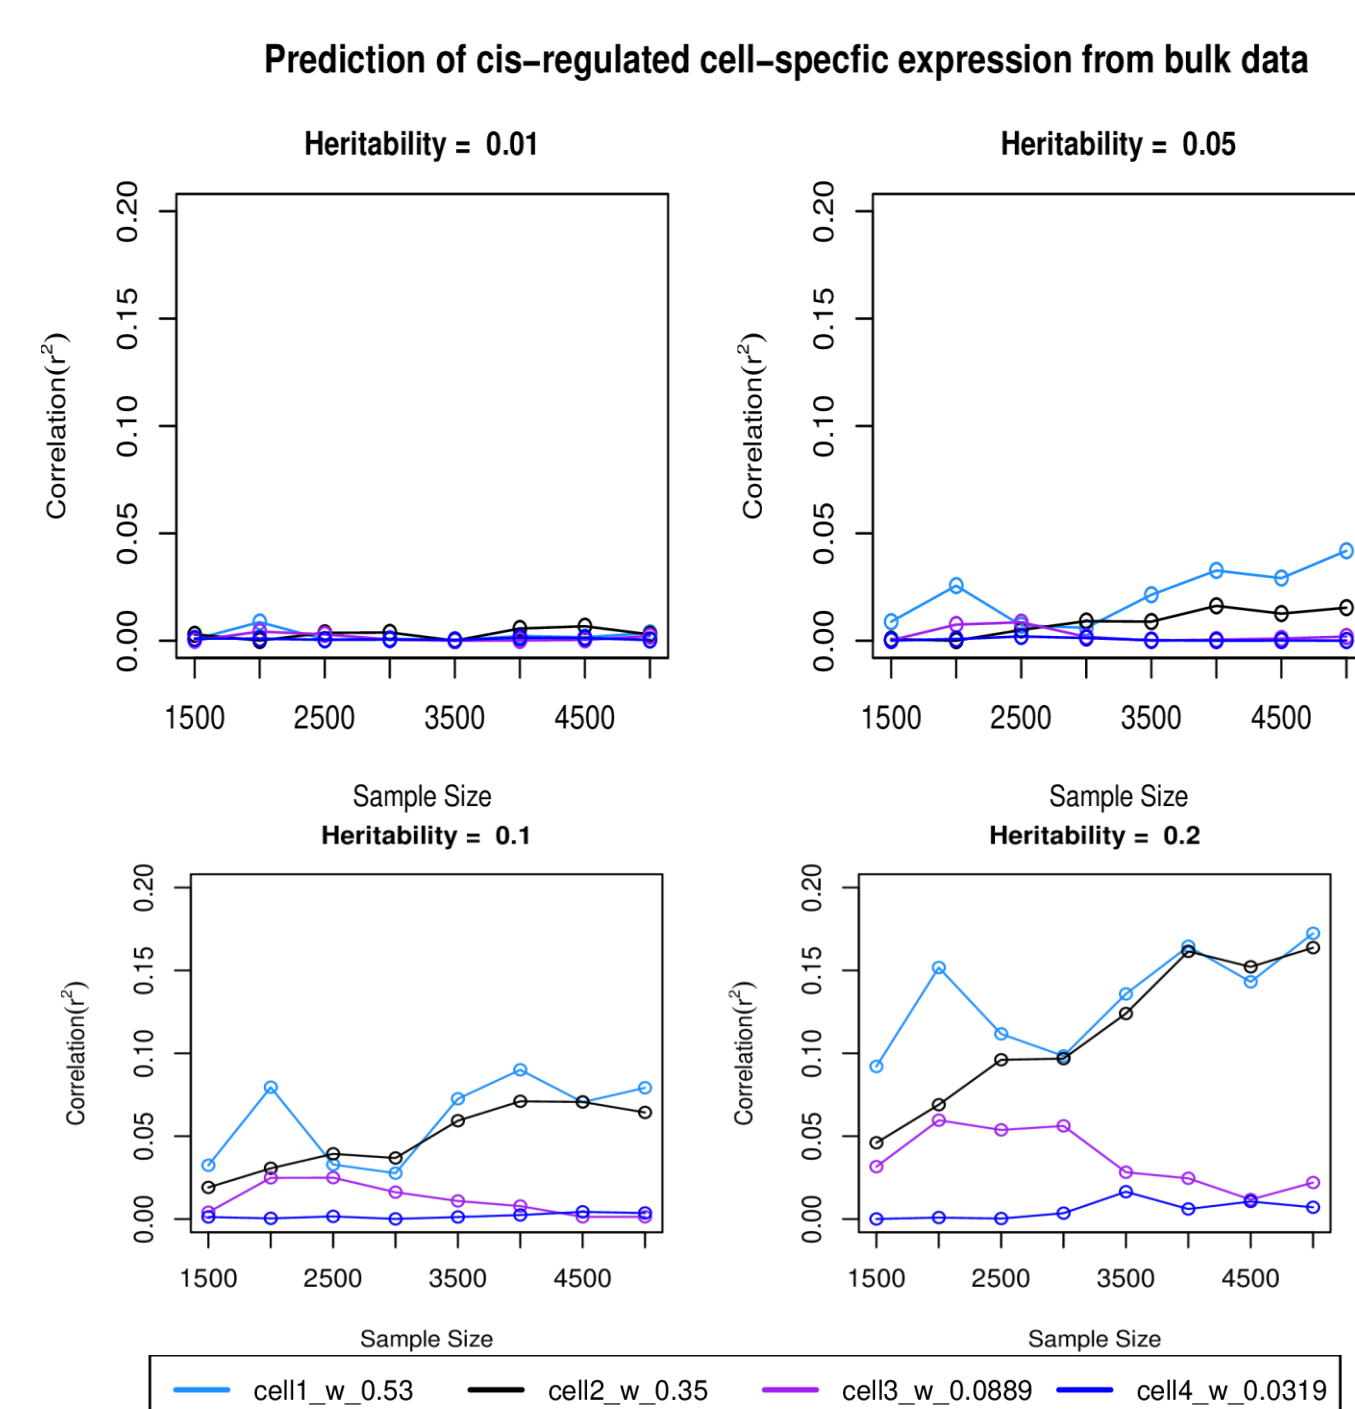 Prediction of cis−regulated cell−specfic expression from bulk data
Heritability = 0.01
Correlation(r²)
0.20
0.15
0.10
0.05
0.00
1500 2500 3500 4500
Sample Size
Heritability = 0.05
Correlation(r²)
0.20
0.15
0.10
0.05
0.00
1500 2500 3500 4500
Sample Size
Heritability = 0.1
Correlation(r²)
0.20
0.15
0.10
0.05
0.00
1500 2500 3500 4500
Sample Size
Heritability = 0.2
Correlation(r²)
0.20
0.15
0.10
0.05
0.00
1500 2500 3500 4500
Sample Size
cell1_w_0.53 cell2_w_0.35 cell3_w_0.0889 cell4_w_0.0319